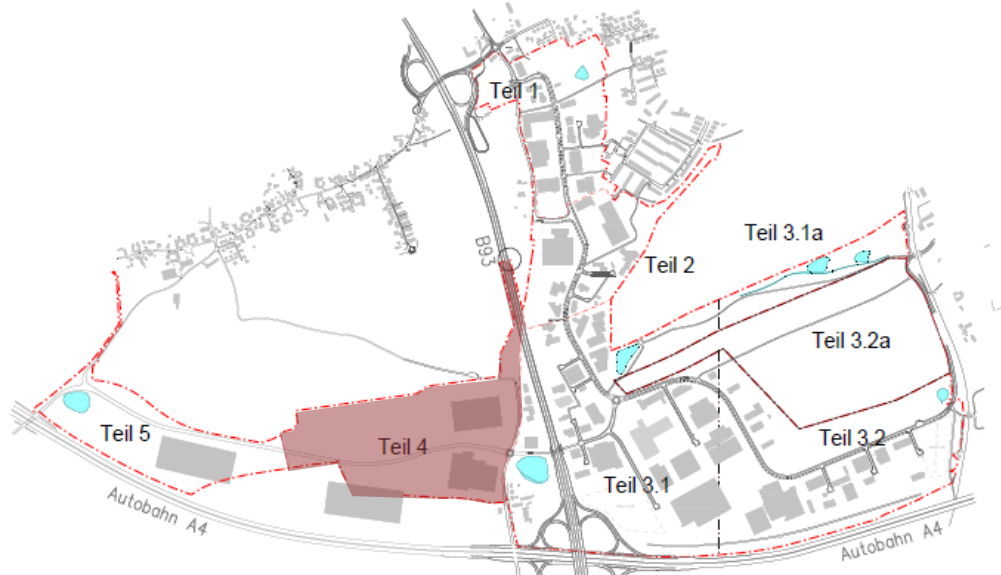 Teil 1
B93
Teil 3.1a
Teil 2
Teil 3.2a
Teil 5
Teil 4
Teil 3.2
Teil 3.1
Autobahn A4
Autobahn A4